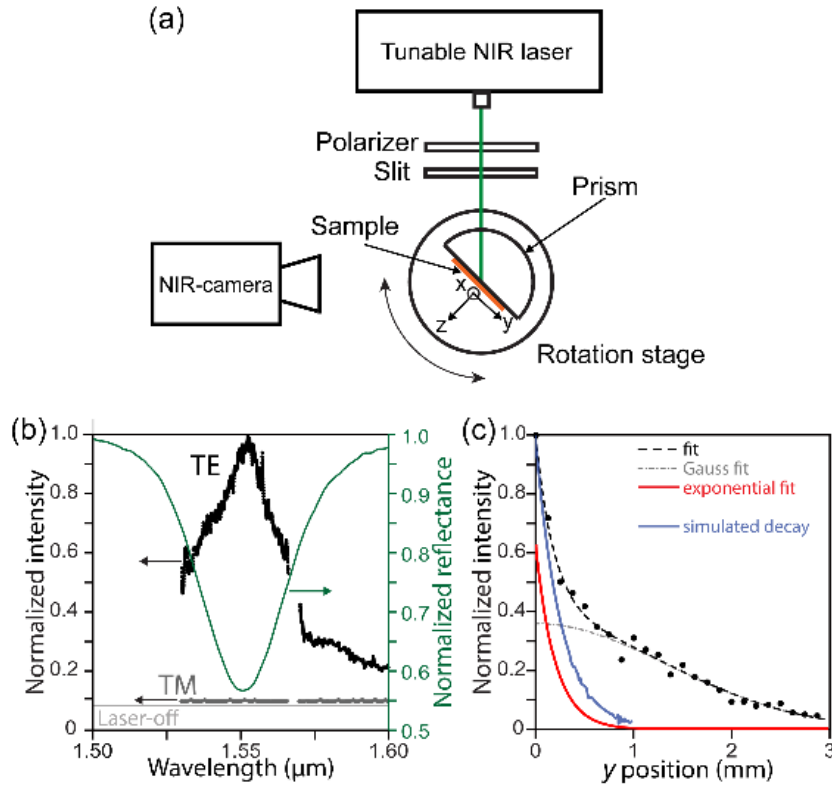 (a)
Tunable NIR laser
Polarizer
Slit
Prism
Sample
NIR-camera
x
z
y
Rotation stage
(b)
TE
TM
Laser-off
Normalized intensity
1.0
0.8
0.6
0.4
0.2
0
1.0
0.9
0.8
0.7
0.6
0.55
Normalized reflectance
1.50
1.55
1.60
Wavelength (µm)
(c)
fit
Gauss fit
exponential fit
simulated decay
Normalized intensity
1.0
0.8
0.6
0.4
0.2
0
0
1
2
3
y position (mm)